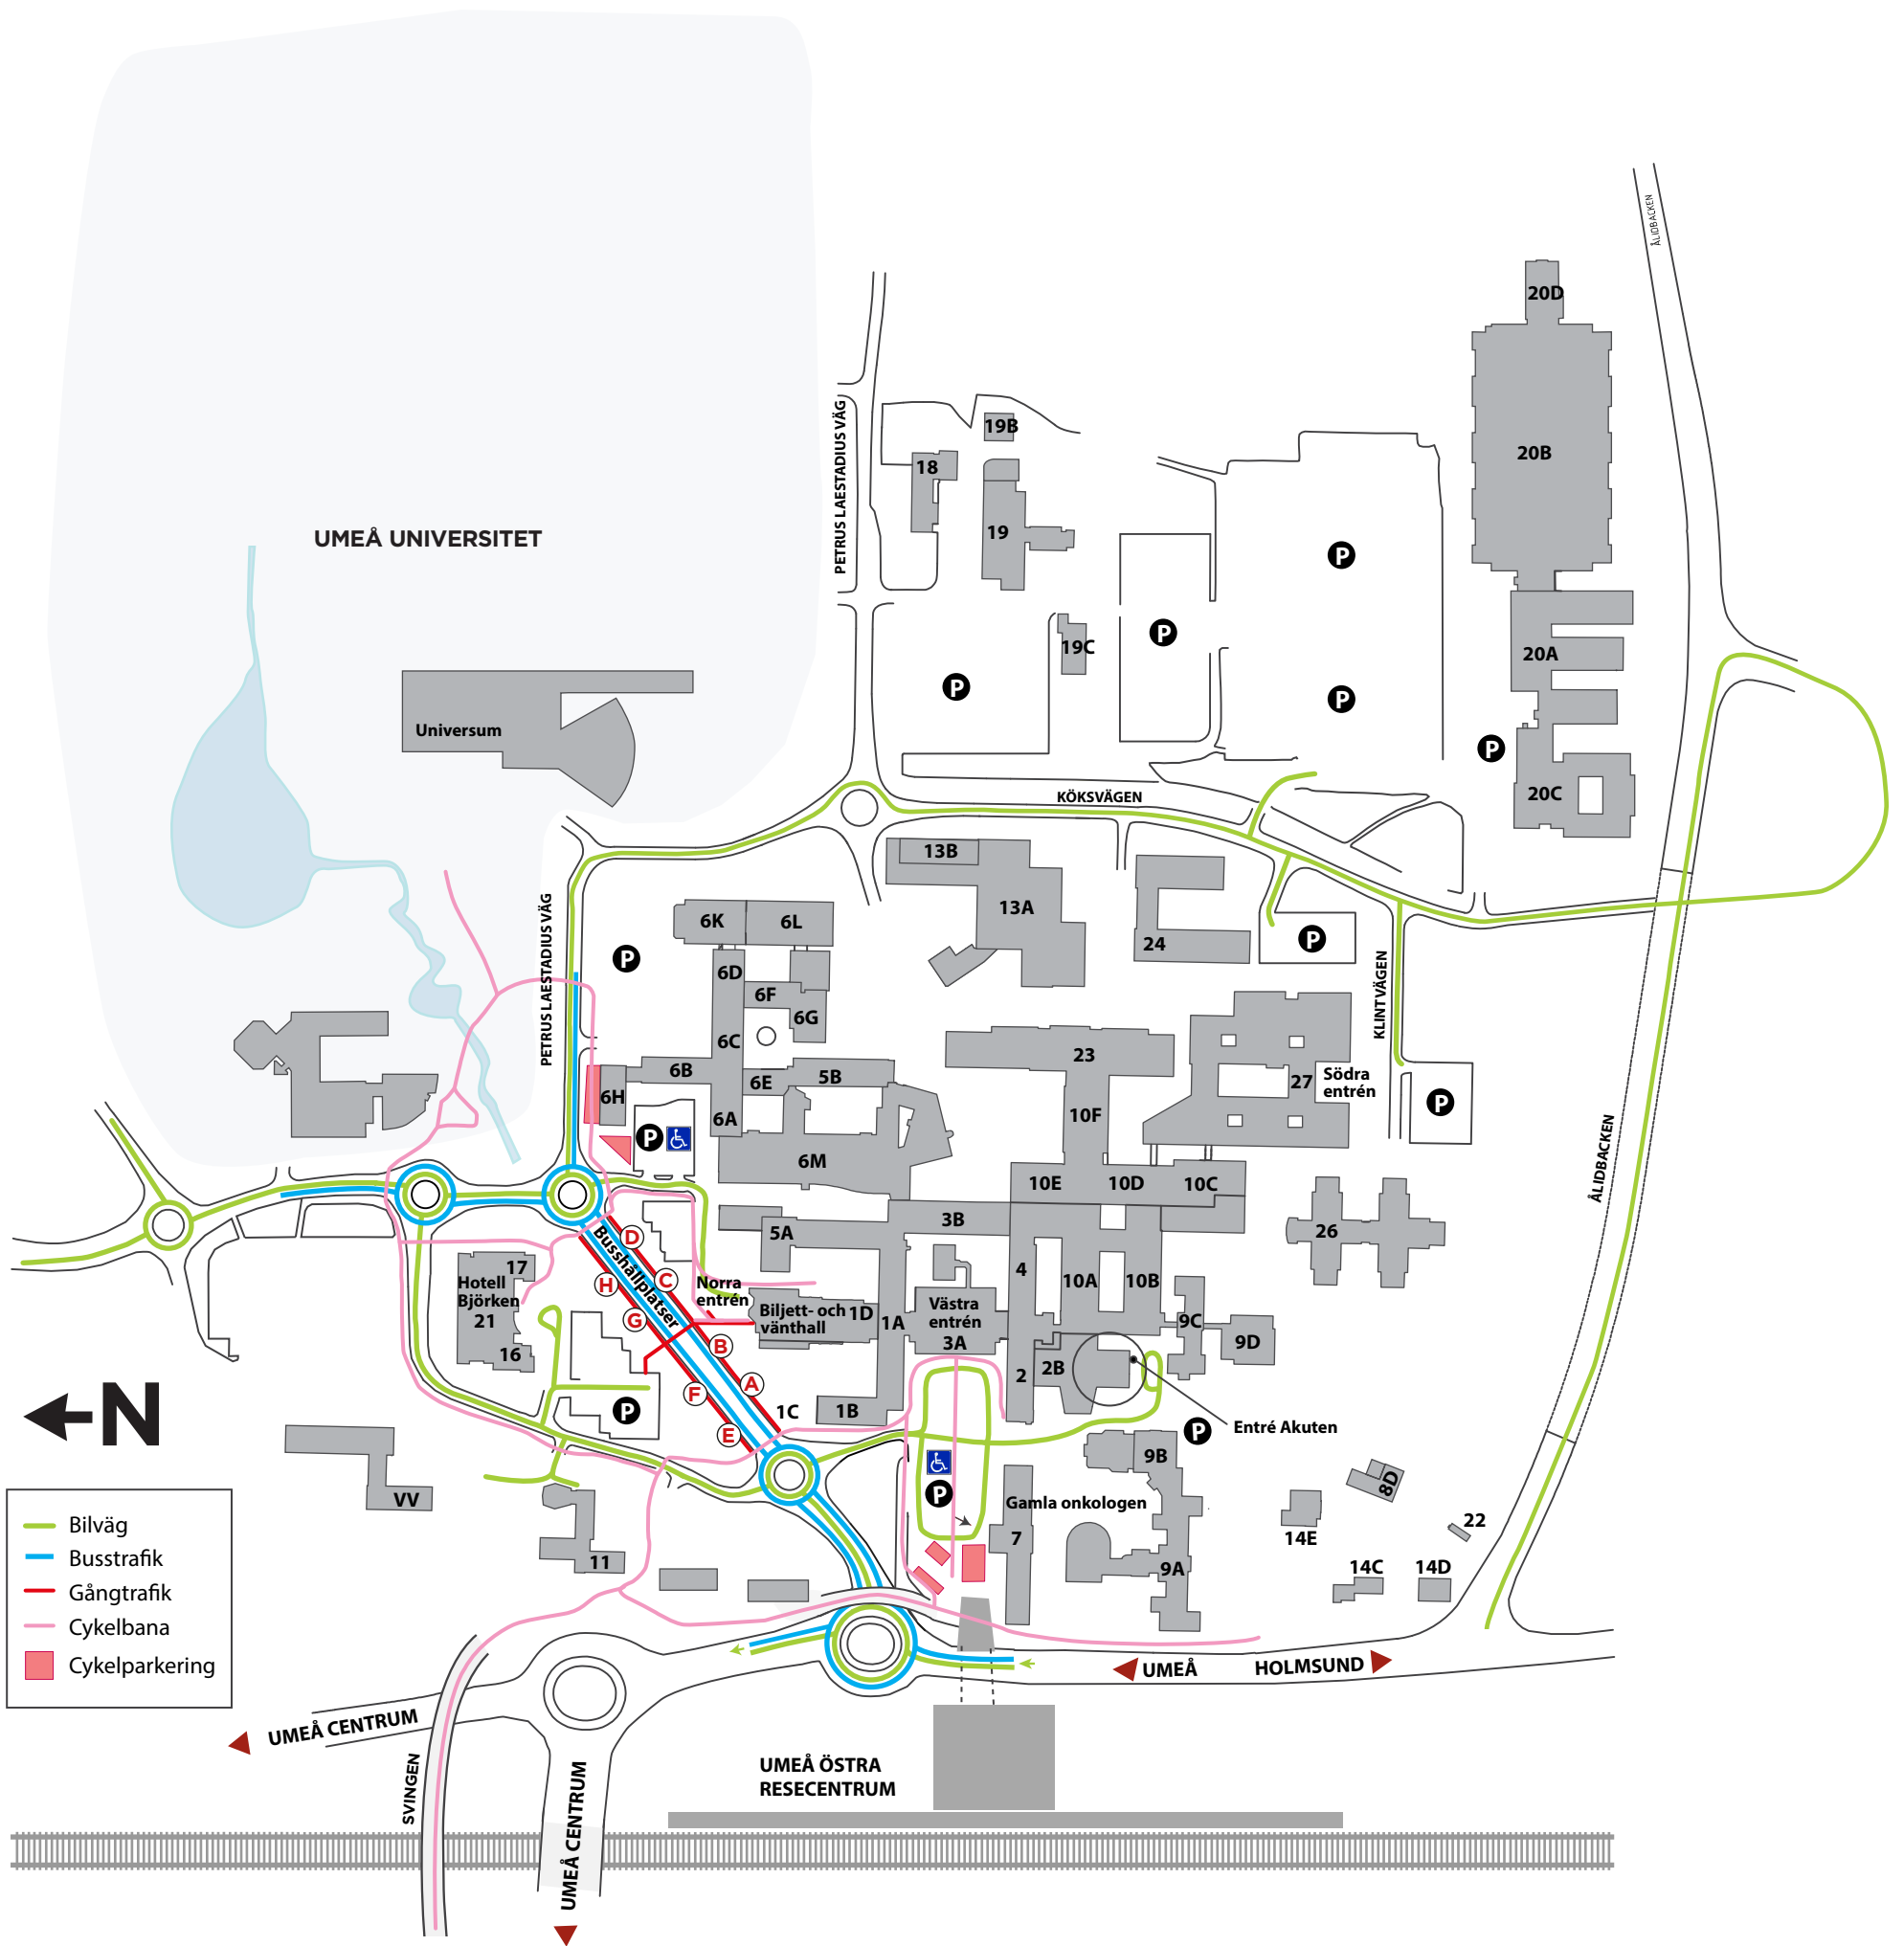 ÅLIDBACKEN
20D
20B
20A
20C
P
PETRUS LAESTADIUS VÄG
19B
18
19
19C
P
P
P
P
UMEÅ UNIVERSITET
Universum
KÖKSVÄGEN
13B
13A
24
P
KLINTVÄGEN
PETRUS LAESTADIUS VÄG
P
6K
6L
6D
6F
6G
6C
6B
6E
5B
6H
6A
6M
P
23
10F
27
Södra
entrén
P
ÅLIDBACKEN
10E
10D
10C
3B
5A
4
10A
10B
26
Busshållplatser
D
C
B
A
H
G
F
E
Norra
entrén
Biljett- och
vänthall
1D
1A
Västra
entrén
3A
9C
9D
2
2B
1C
1B
17
Hotell
Björken
21
16
P
N
Entré Akuten
P
9B
P
Gamla onkologen
7
9A
8D
14E
22
14C
14D
VV
11
Bilväg
Busstrafik
Gångtrafik
Cykelbana
Cykelparkering
UMEÅ
HOLMSUND
UMEÅ CENTRUM
SVINGEN
UMEÅ CENTRUM
UMEÅ ÖSTRA
RESECENTRUM